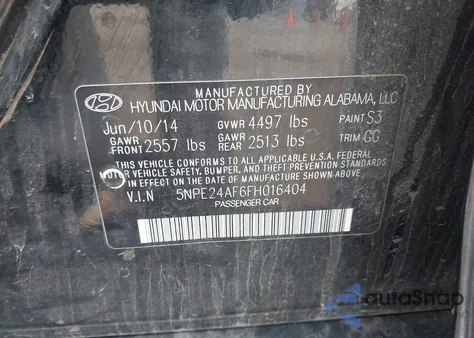 MANUFACTURED BY
HYUNDAI MOTOR MANUFACTURING ALABAMA, LLC
Jun/10/14 GVWR 4497 lbs PAINT S3
GAWR FRONT 2557 lbs GAWR REAR 2513 lbs TRIM GG
THIS VEHICLE CONFORMS TO ALL APPLICABLE U.S.A. FEDERAL
MOTOR VEHICLE SAFETY, BUMPER, AND THEFT PREVENTION STANDARDS
IN EFFECT ON THE DATE OF MANUFACTURE SHOWN ABOVE.
V.I.N 5NPE24AF6FH016404
PASSENGER CAR
autaSnap